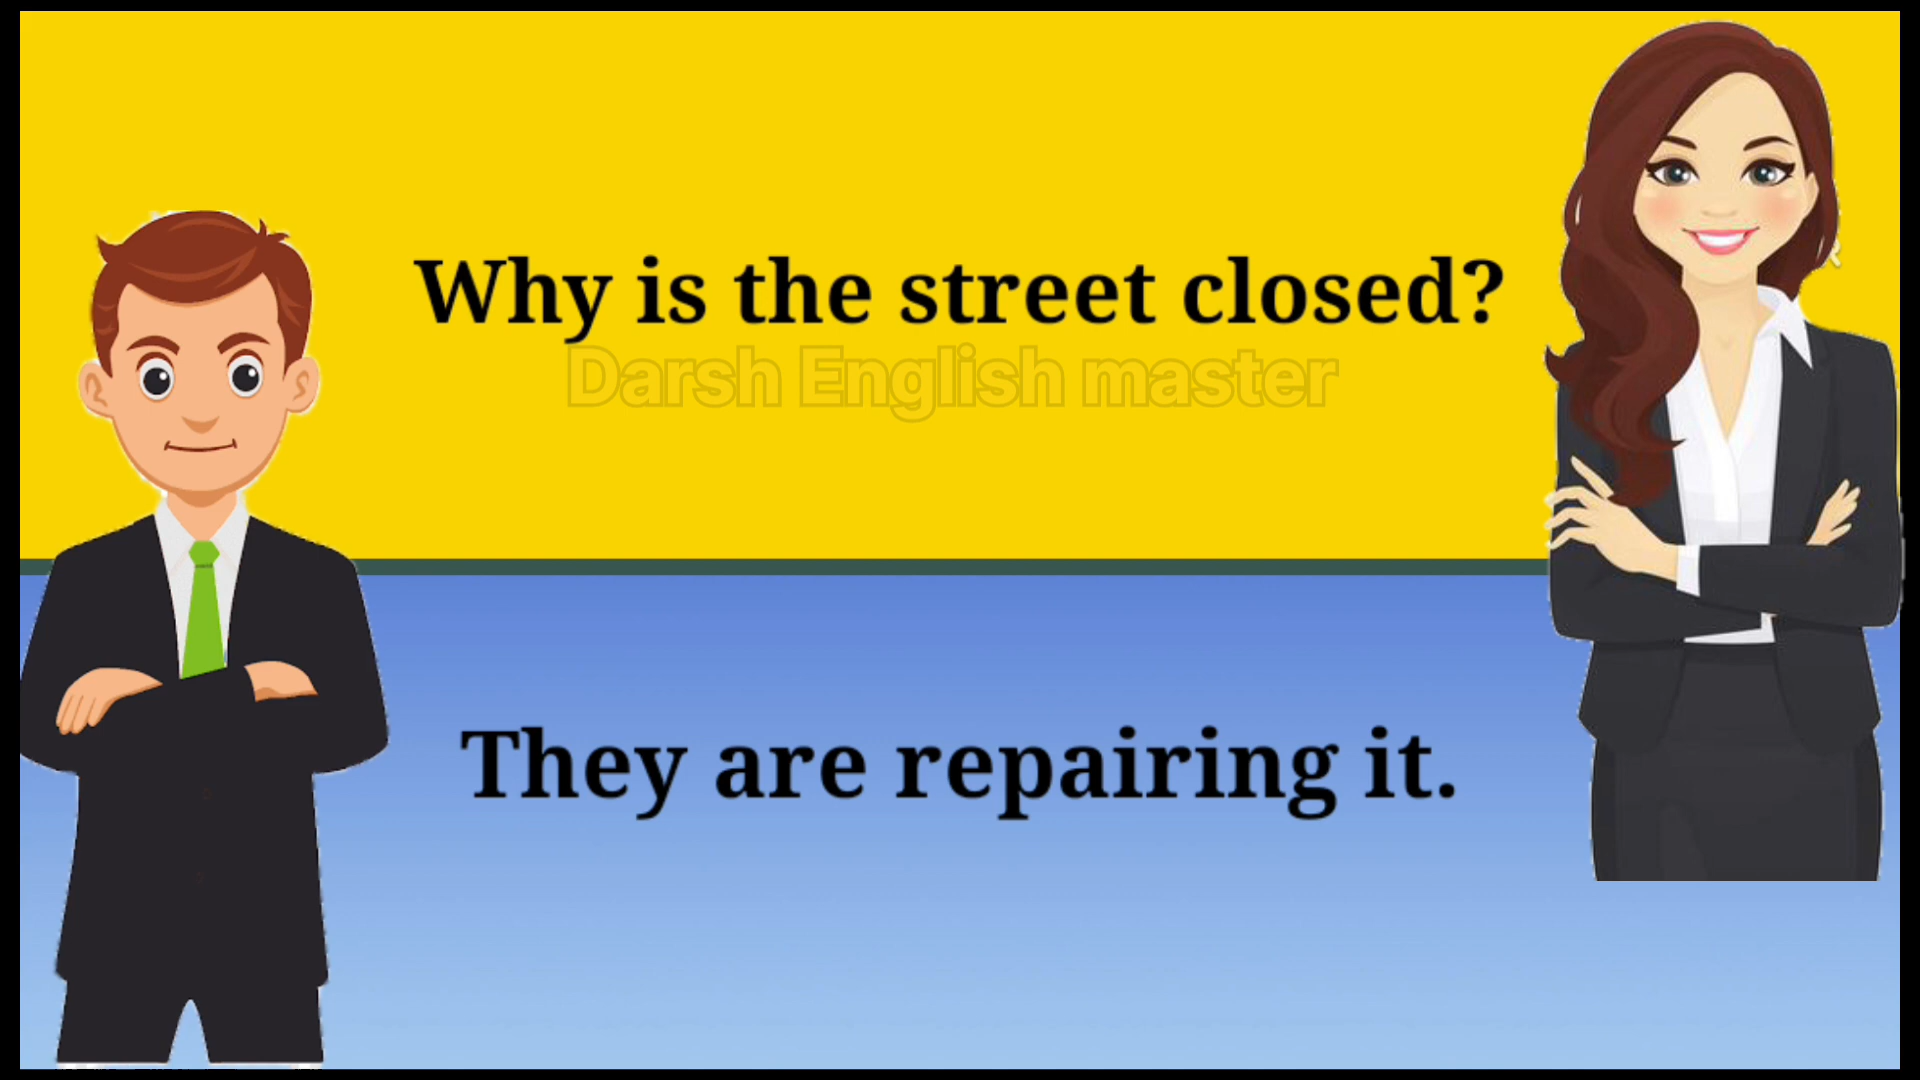 Why is the street closed?
Darsh English master
They are repairing it.